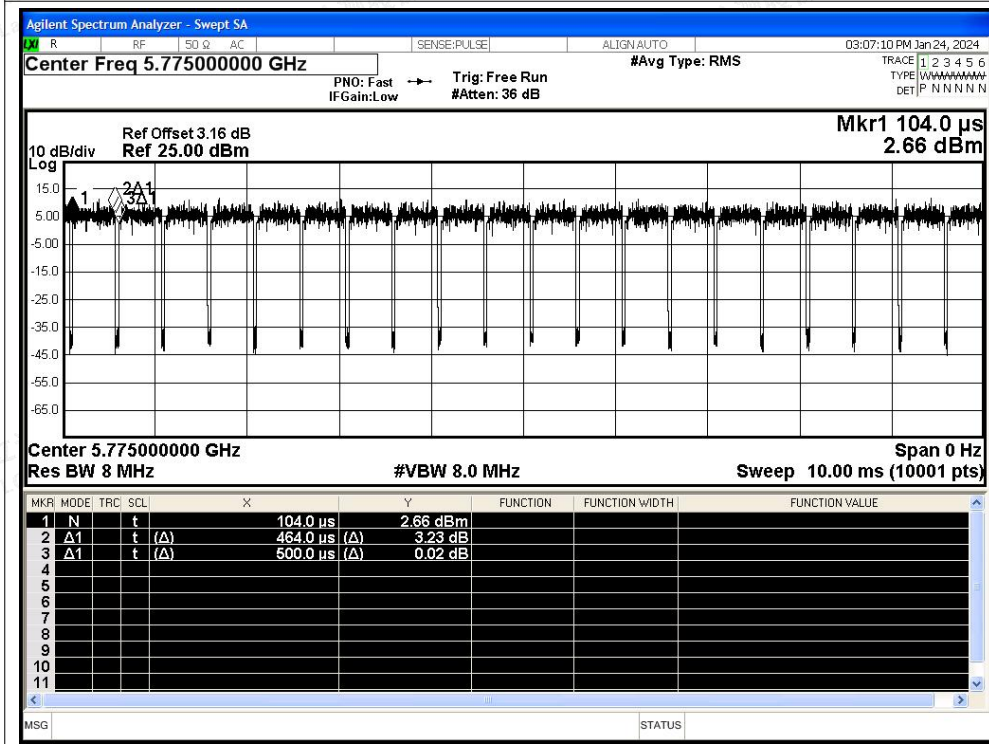 Agilent Spectrum Analyzer - Swept SA
LXI R RF 50 Ω AC SENSE:PULSE ALIGN AUTO 03:07:10 PM Jan 24, 2024
Center Freq 5.775000000 GHz #Avg Type: RMS TRACE 1 2 3 4 5 6
PNO: Fast Trig: Free Run TYPE WWWWWW
IFGain:Low #Atten: 36 dB DET P N N N N N
Mkr1 104.0 µs
Ref Offset 3.16 dB
10 dB/div Ref 25.00 dBm 2.66 dBm
Log
15.0
1 2Δ1
3Δ1
5.00
-5.00
-15.0
-25.0
-35.0
-45.0
-55.0
-65.0
Center 5.775000000 GHz Span 0 Hz
Res BW 8 MHz #VBW 8.0 MHz Sweep 10.00 ms (10001 pts)
MKR MODE TRC SCL X Y FUNCTION FUNCTION WIDTH FUNCTION VALUE
1 N t 104.0 µs 2.66 dBm
2 Δ1 t (Δ) 464.0 µs (Δ) 3.23 dB
3 Δ1 t (Δ) 500.0 µs (Δ) 0.02 dB
4
5
6
7
8
9
10
11
MSG STATUS